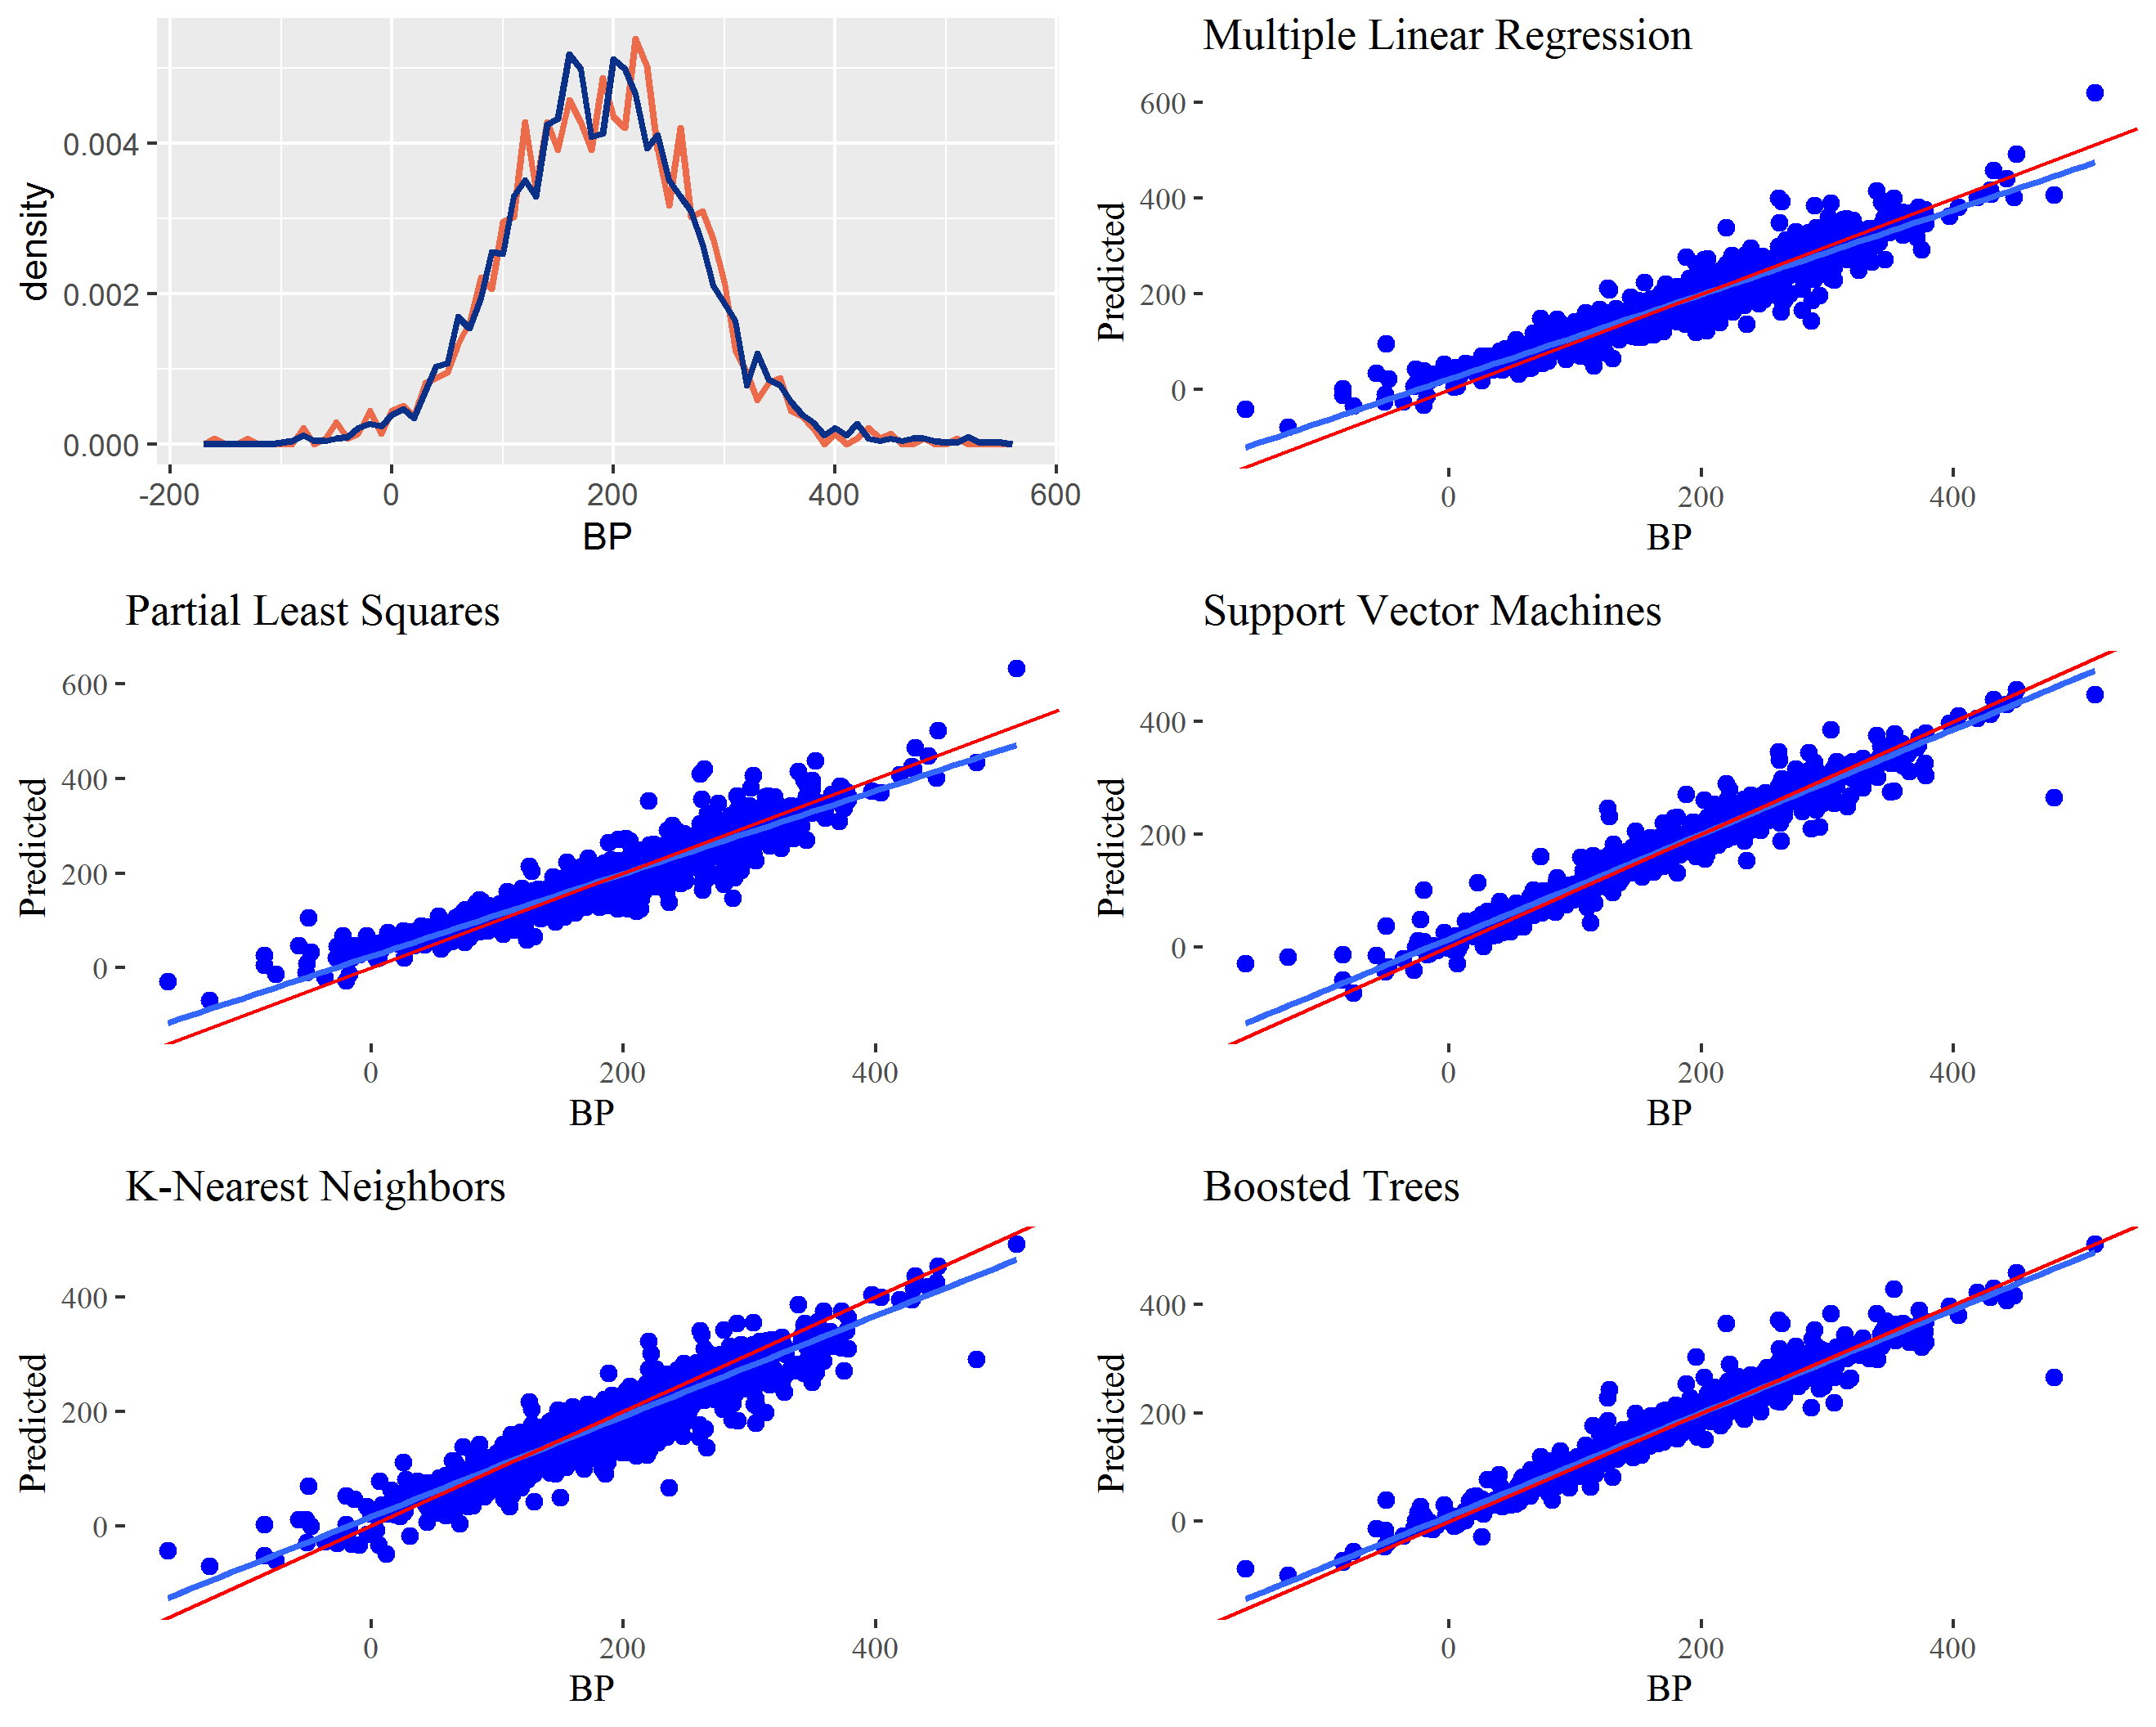 density
0.004
0.002
0.000
-200 0 200 400 600
BP
Multiple Linear Regression
Predicted
600
400
200
0
0 200 400
BP
Partial Least Squares
Predicted
600
400
200
0
0 200 400
BP
Support Vector Machines
Predicted
400
200
0
0 200 400
BP
K-Nearest Neighbors
Predicted
400
200
0
0 200 400
BP
Boosted Trees
Predicted
400
200
0
0 200 400
BP